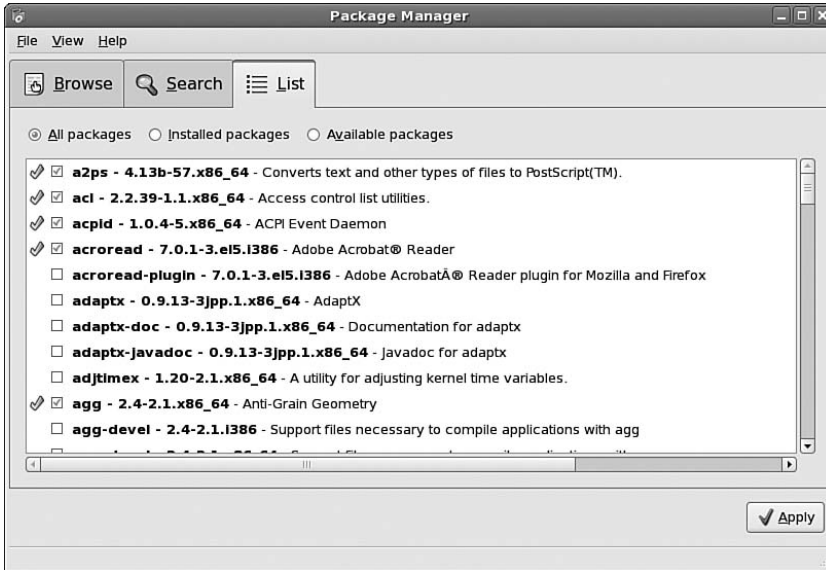 Package Manager
File View Help
Browse Search List
All packages Installed packages Available packages
a2ps - 4.13b-57.x86_64 - Converts text and other types of files to PostScript(TM).
acl - 2.2.39-1.1.x86_64 - Access control list utilities.
acpid - 1.0.4-5.x86_64 - ACPI Event Daemon
acroread - 7.0.1-3.el5.i386 - Adobe Acrobat® Reader
acroread-plugin - 7.0.1-3.el5.i386 - Adobe AcrobatÂ® Reader plugin for Mozilla and Firefox
adaptx - 0.9.13-3jpp.1.x86_64 - AdaptX
adaptx-doc - 0.9.13-3jpp.1.x86_64 - Documentation for adaptx
adaptx-javadoc - 0.9.13-3jpp.1.x86_64 - Javadoc for adaptx
adjtimex - 1.20-2.1.x86_64 - A utility for adjusting kernel time variables.
agg - 2.4-2.1.x86_64 - Anti-Grain Geometry
agg-devel - 2.4-2.1.i386 - Support files necessary to compile applications with agg
Apply